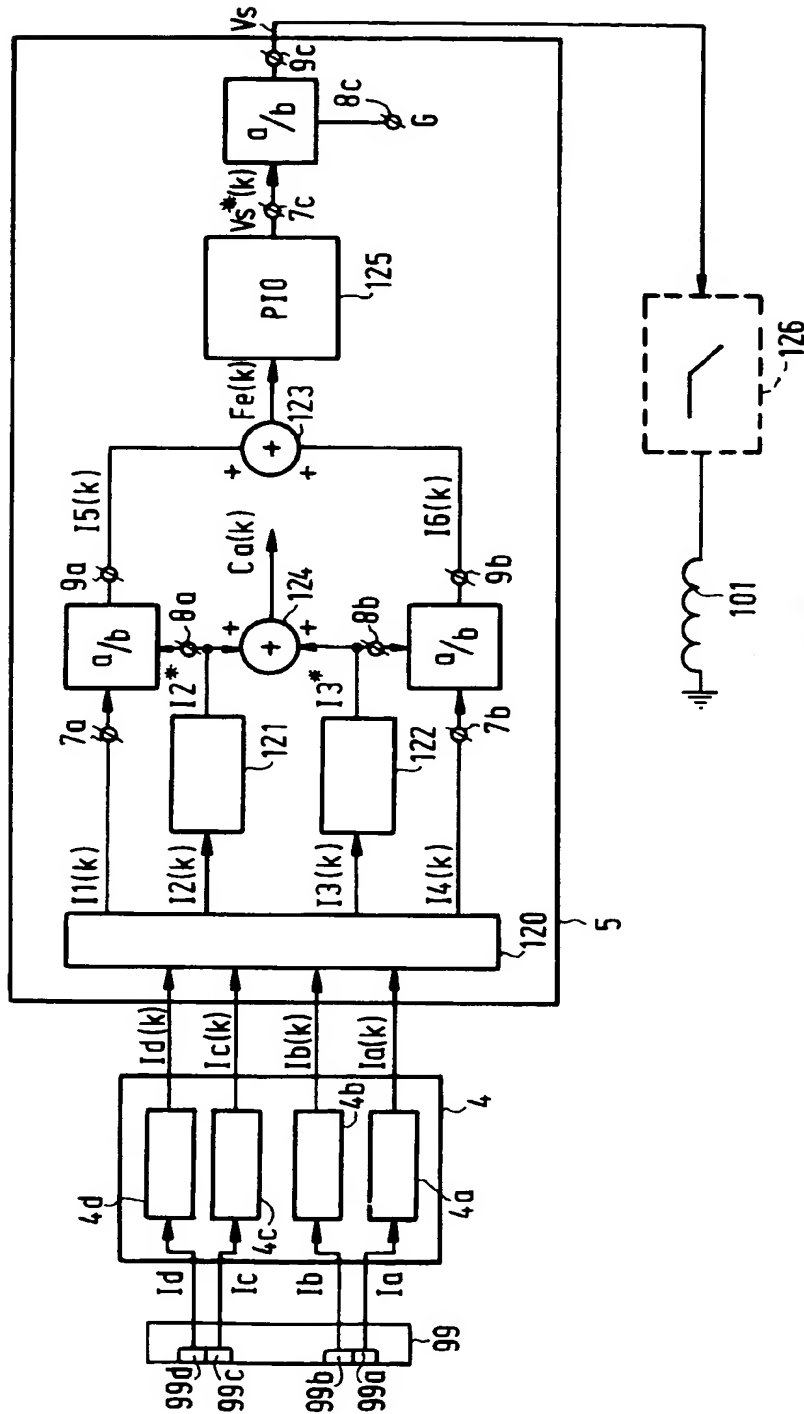 99d
99c
99b
99a
99
Id
Ic
Ib
Ia
4d
4c
4b
4a
4
Id(k)
Ic(k)
Ib(k)
Ia(k)
120
5
I1(k)
I2(k)
I3(k)
I4(k)
121
122
7a
I2*
I3*
7b
a/b
8a
124
8b
a/b
9a
Ca(k)
9b
I5(k)
I6(k)
+
+
+
+
+
+
123
Fe(k)
PIO
125
Vs*(k)
7c
a/b
8c
G
9c
Vs
101
126